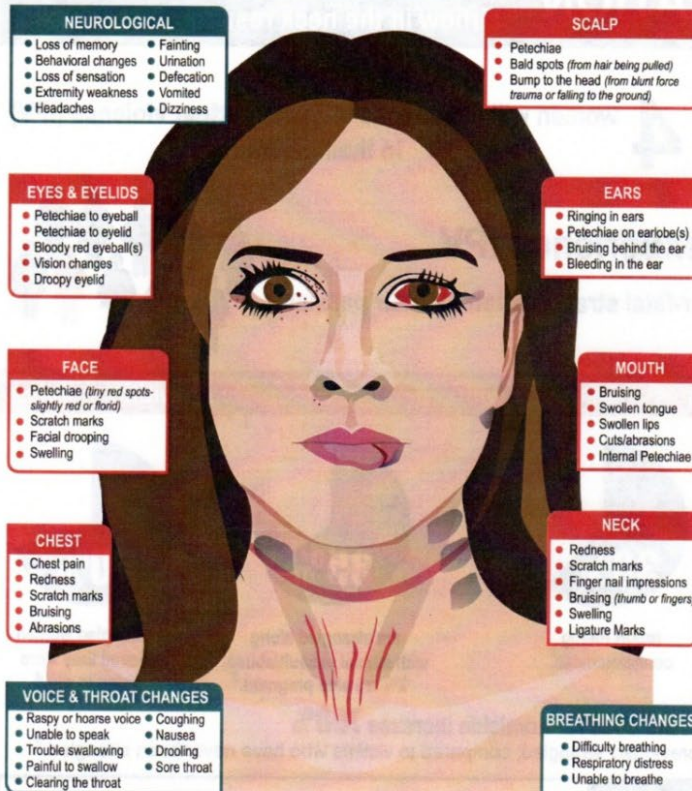 NEUROLOGICAL
• Loss of memory
• Behavioral changes
• Loss of sensation
• Extremity weakness
• Headaches
• Fainting
• Urination
• Defecation
• Vomited
• Dizziness
SCALP
• Petechiae
• Bald spots (from hair being pulled)
• Bump to the head (from blunt force
trauma or falling to the ground)
EYES & EYELIDS
• Petechiae to eyeball
• Petechiae to eyelid
• Bloody red eyeball(s)
• Vision changes
• Droopy eyelid
EARS
• Ringing in ears
• Petechiae on earlobe(s)
• Bruising behind the ear
• Bleeding in the ear
FACE
• Petechiae (tiny red spots-
slightly red or florid)
• Scratch marks
• Facial drooping
• Swelling
MOUTH
• Bruising
• Swollen tongue
• Swollen lips
• Cuts/abrasions
• Internal Petechiae
CHEST
• Chest pain
• Redness
• Scratch marks
• Bruising
• Abrasions
NECK
• Redness
• Scratch marks
• Finger nail impressions
• Bruising (thumb or fingers)
• Swelling
• Ligature Marks
VOICE & THROAT CHANGES
• Raspy or hoarse voice
• Unable to speak
• Trouble swallowing
• Painful to swallow
• Clearing the throat
• Coughing
• Nausea
• Drooling
• Sore throat
BREATHING CHANGES
• Difficulty breathing
• Respiratory distress
• Unable to breathe